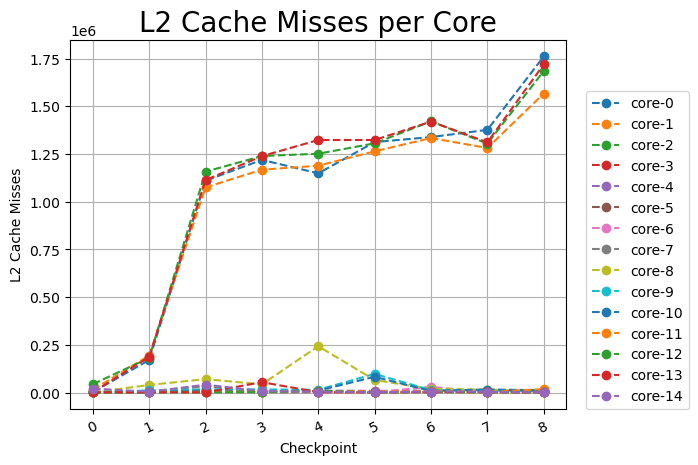 L2 Cache Misses per Core
1e6
1.75
1.50
1.25
1.00
0.75
0.50
0.25
0.00
L2 Cache Misses
0 1 2 3 4 5 6 7 8
Checkpoint
core-0
core-1
core-2
core-3
core-4
core-5
core-6
core-7
core-8
core-9
core-10
core-11
core-12
core-13
core-14